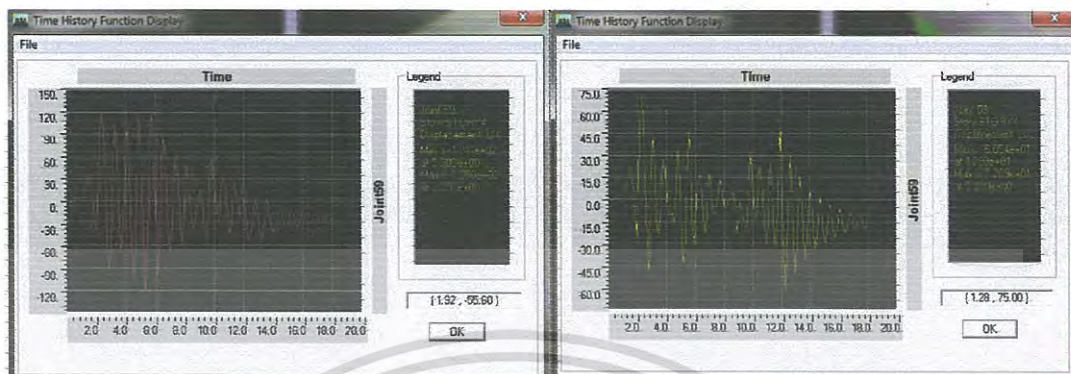 Time History Function Display
File
Time
Legend
150.
120.
90.
60.
30.
0.
-30.
-60.
-90.
-120.
Joint59
2.0 4.0 6.0 8.0 10.0 12.0 14.0 16.0 18.0 20.0
(1.92 , -55.60)
OK
Time History Function Display
File
Time
Legend
75.0
60.0
45.0
30.0
15.0
0.0
-15.0
-30.0
-45.0
-60.0
Joint59
2.0 4.0 6.0 8.0 10.0 12.0 14.0 16.0 18.0 20.0
(1.28 , 75.00)
OK